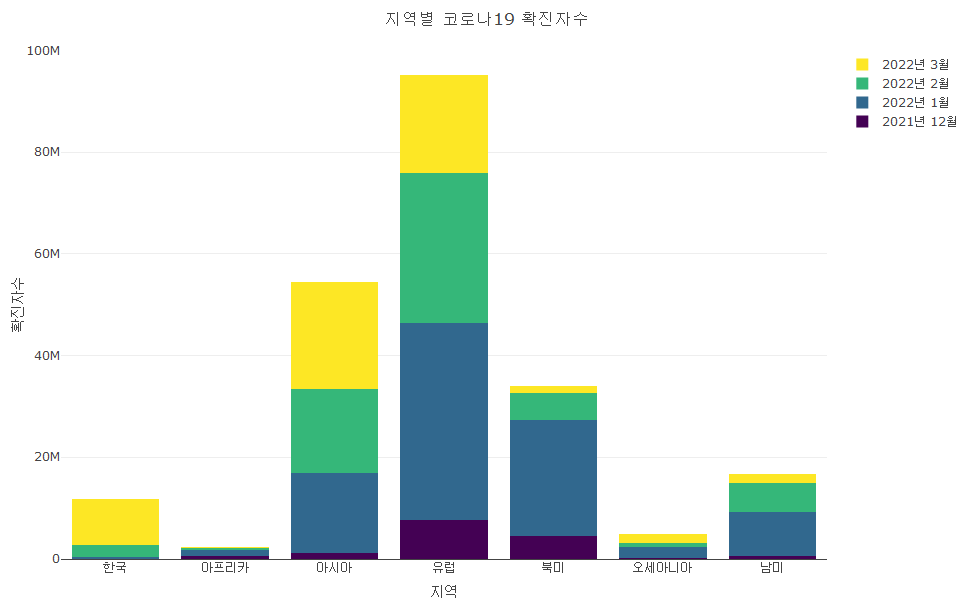 지역별 코로나19 확진자수
100M
80M
60M
40M
20M
0
확진자수
한국 아프리카 아시아 유럽 북미 오세아니아 남미
지역
2022년 3월
2022년 2월
2022년 1월
2021년 12월